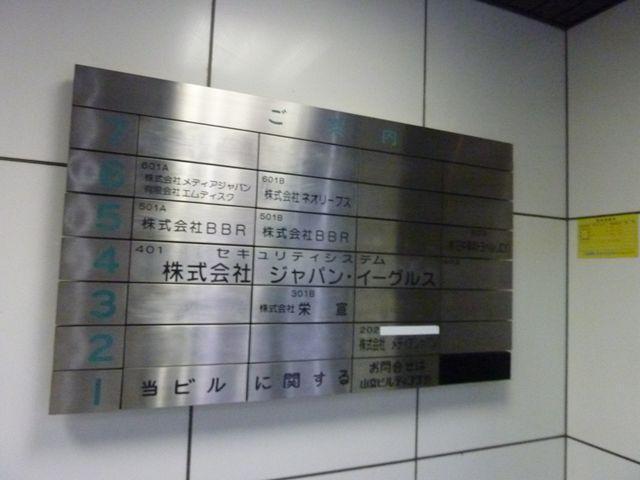 ご案内
7
6
601A
株式会社メディアジャパン
有限会社エムディスク
601B
株式会社ネオリーブス
5
501A
株式会社BBR
501B
株式会社BBR
4
401 セキュリティシステム
株式会社 ジャパン・イーグルス
3
301B
株式会社 栄宣
2
202
株式会社
1
当ビルに関する
お問合せは